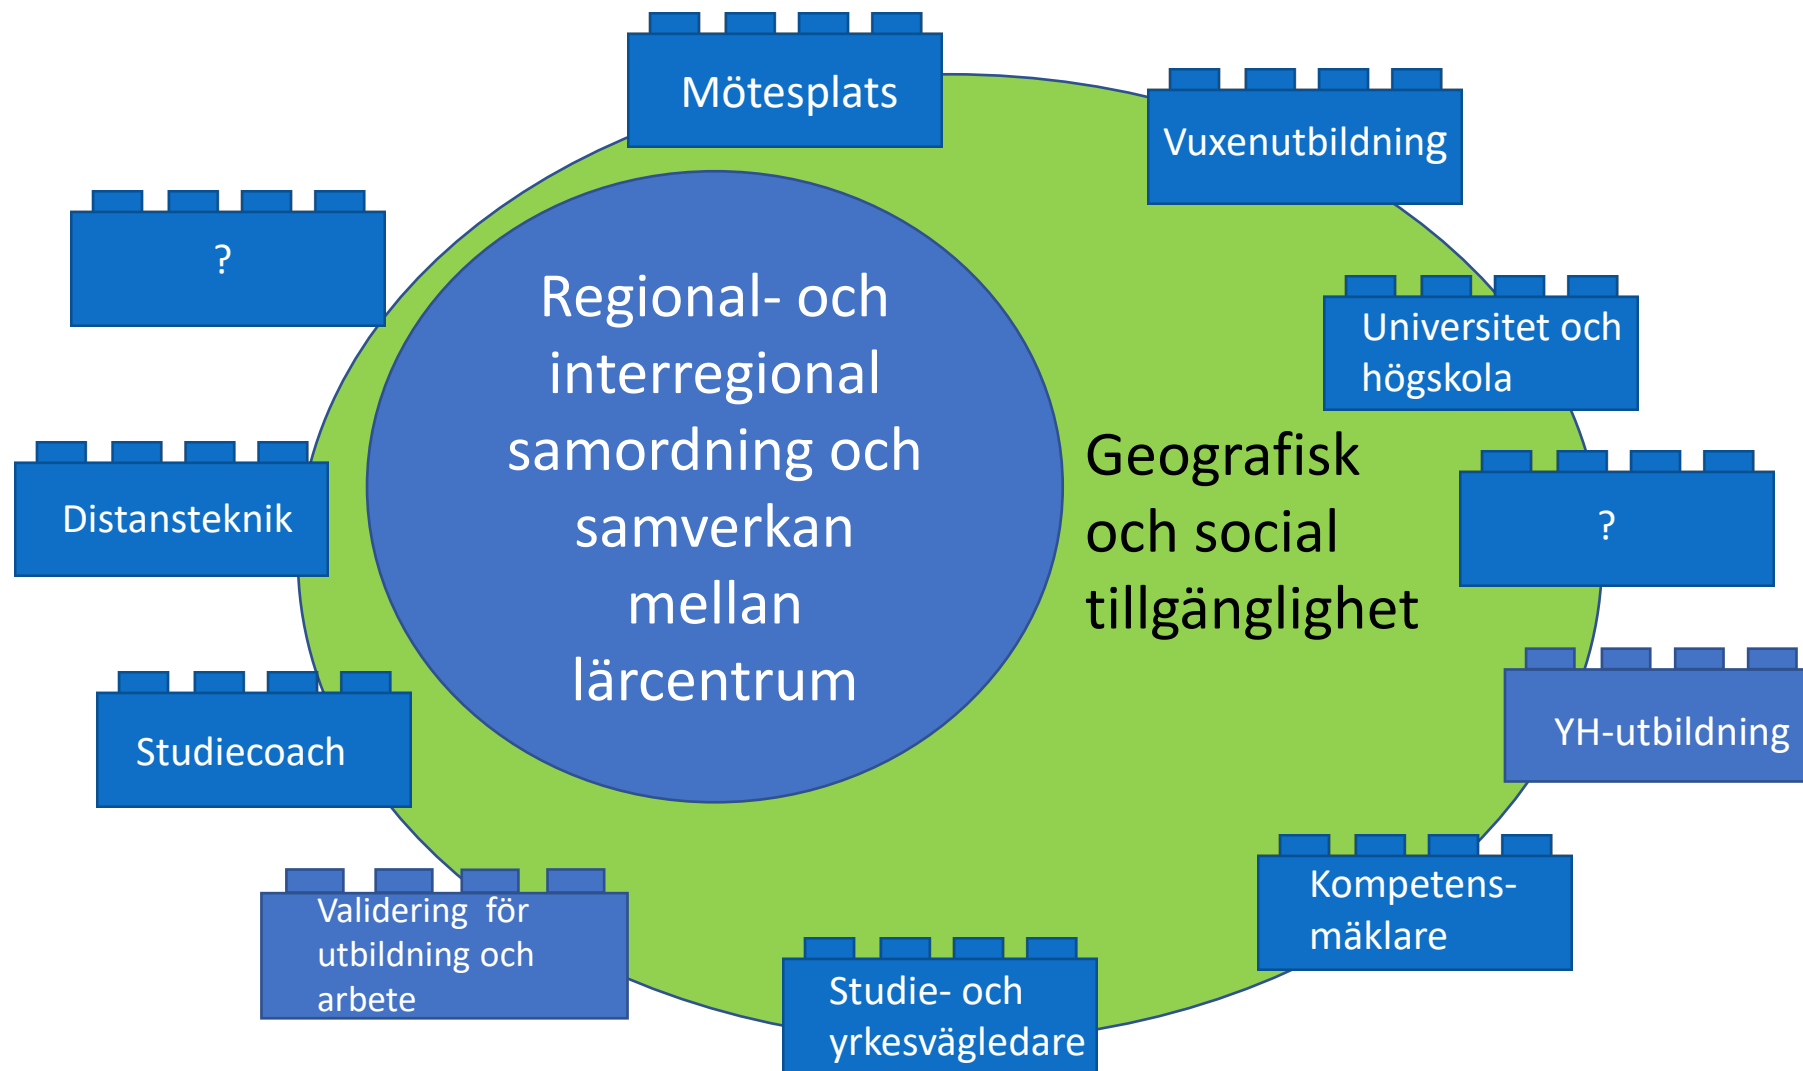 Mötesplats
Vuxenutbildning
?
Regional- och
interregional
samordning och
samverkan
mellan
lärcentrum
Universitet och
högskola
Geografisk
och social
tillgänglighet
Distansteknik
?
Studiecoach
YH-utbildning
Validering för
utbildning och
arbete
Kompetens-
mäklare
Studie- och
yrkesvägledare